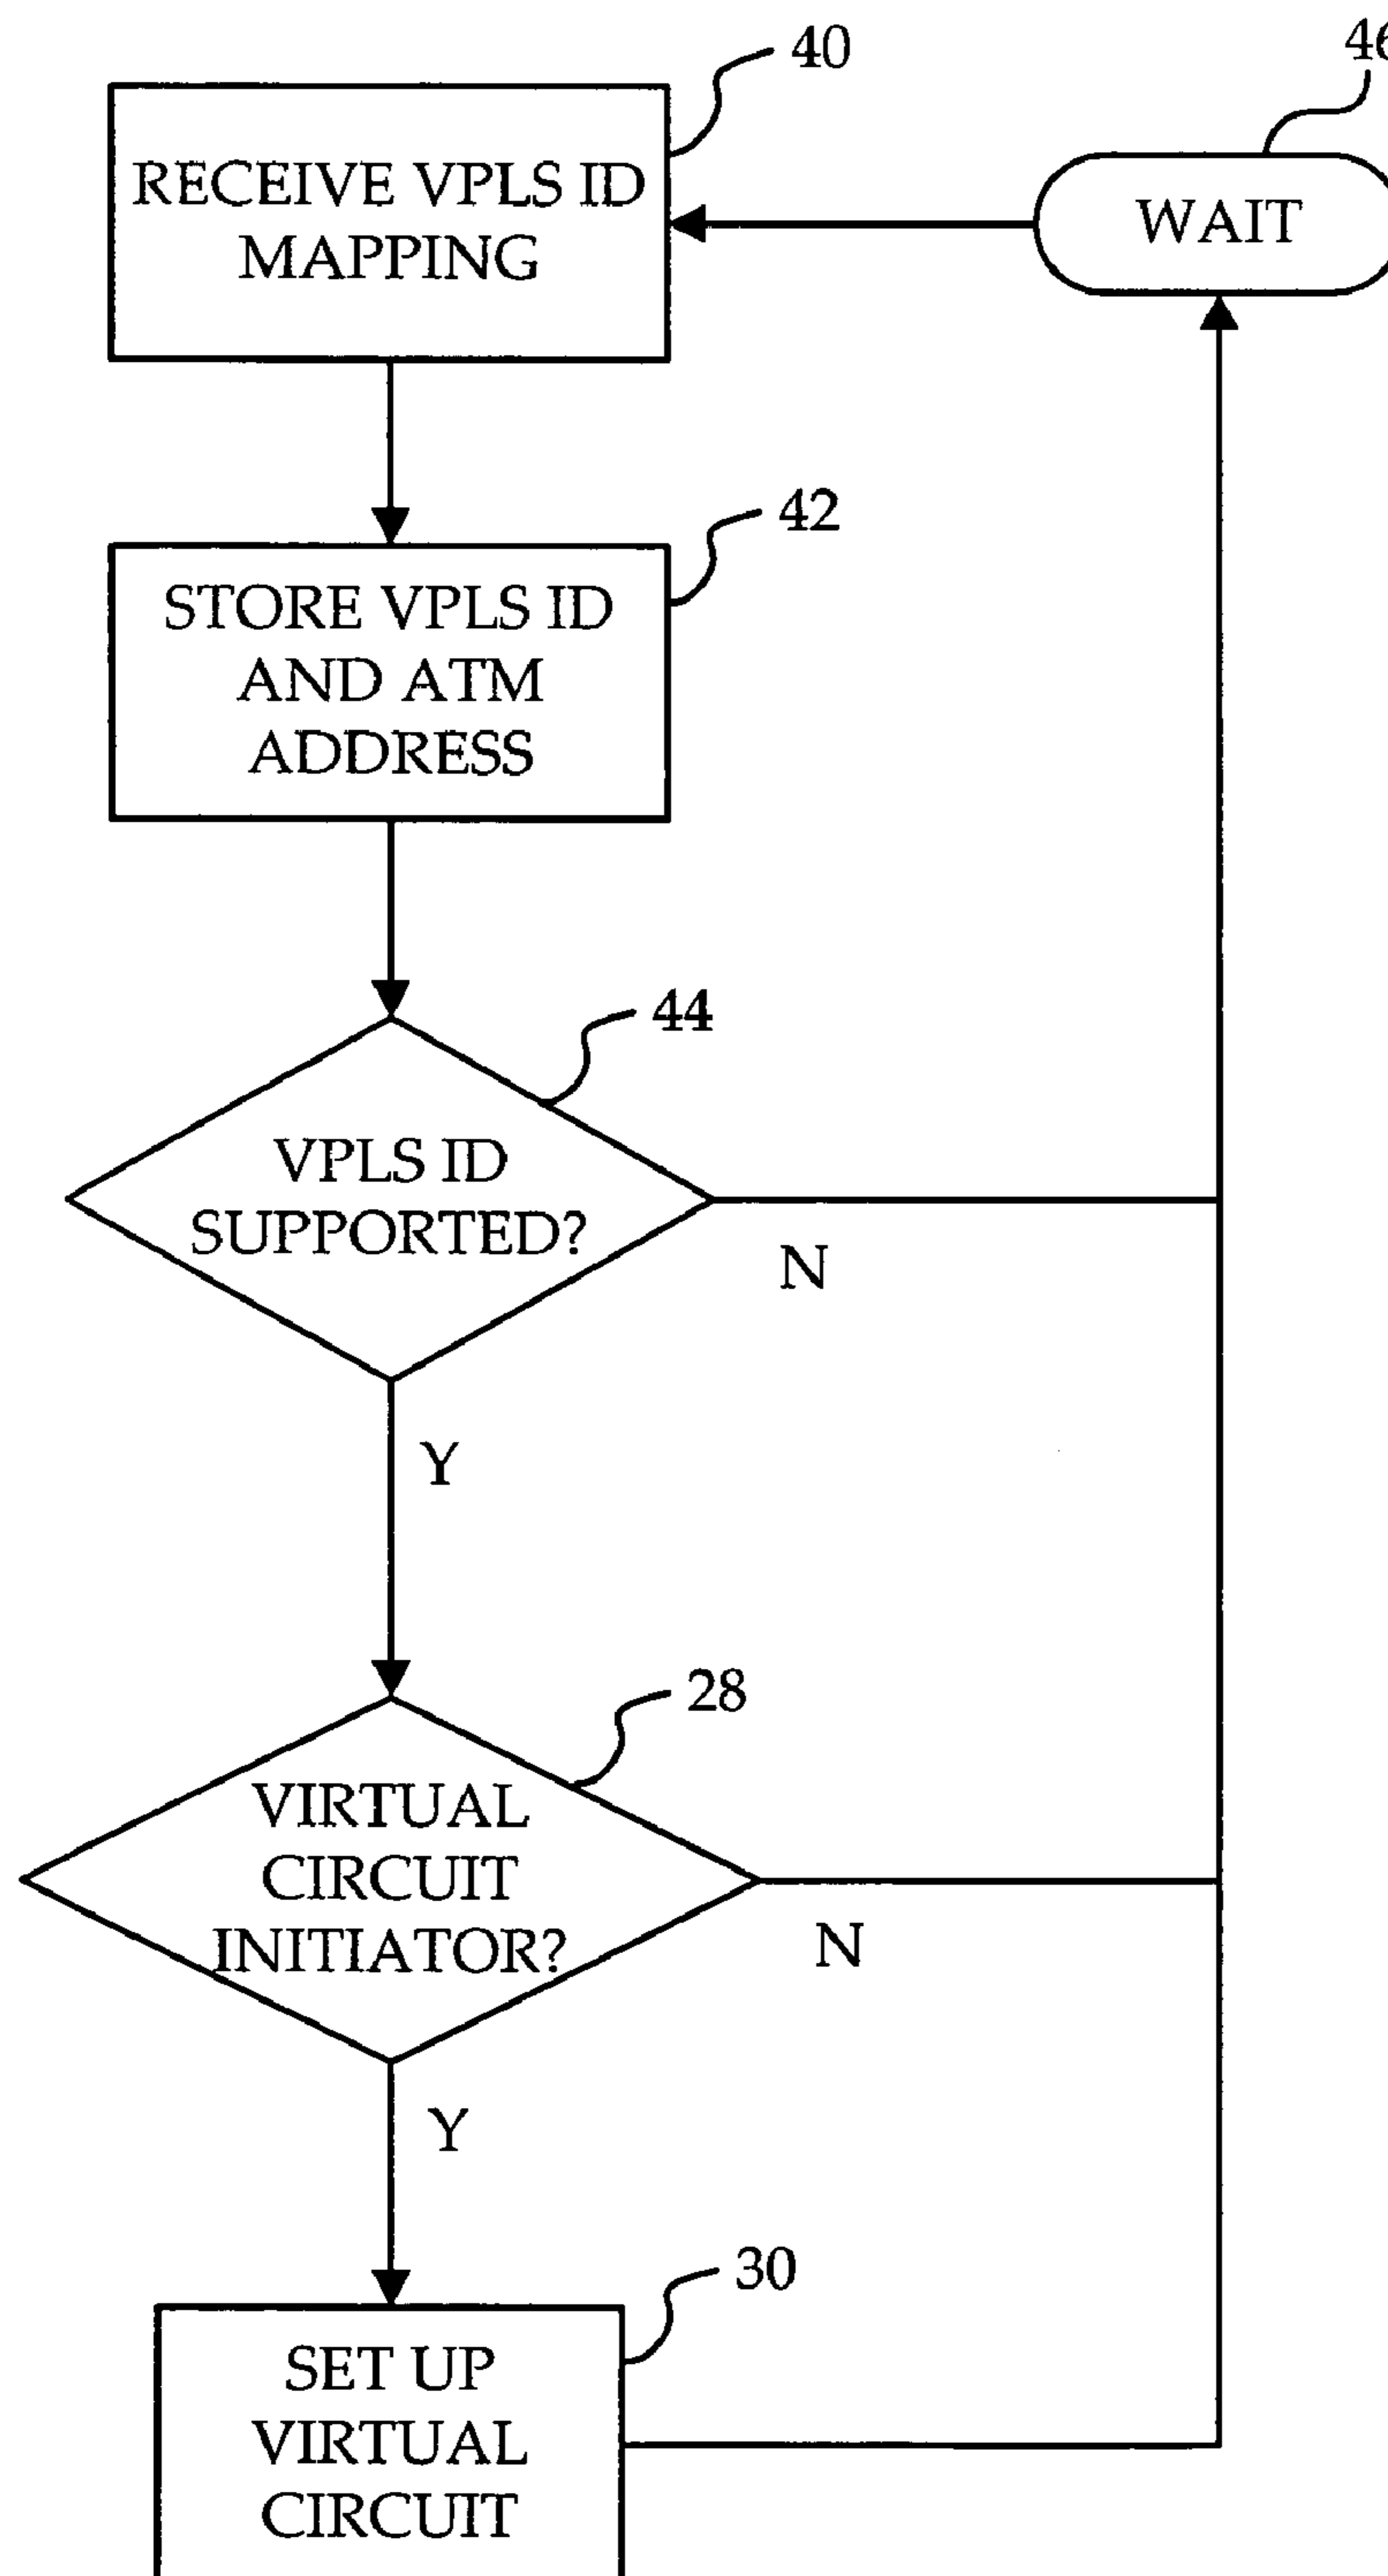 40
46
RECEIVE VPLS ID
MAPPING
WAIT
42
STORE VPLS ID
AND ATM
ADDRESS
44
VPLS ID
SUPPORTED?
N
Y
28
VIRTUAL
CIRCUIT
INITIATOR?
N
Y
30
SET UP
VIRTUAL
CIRCUIT